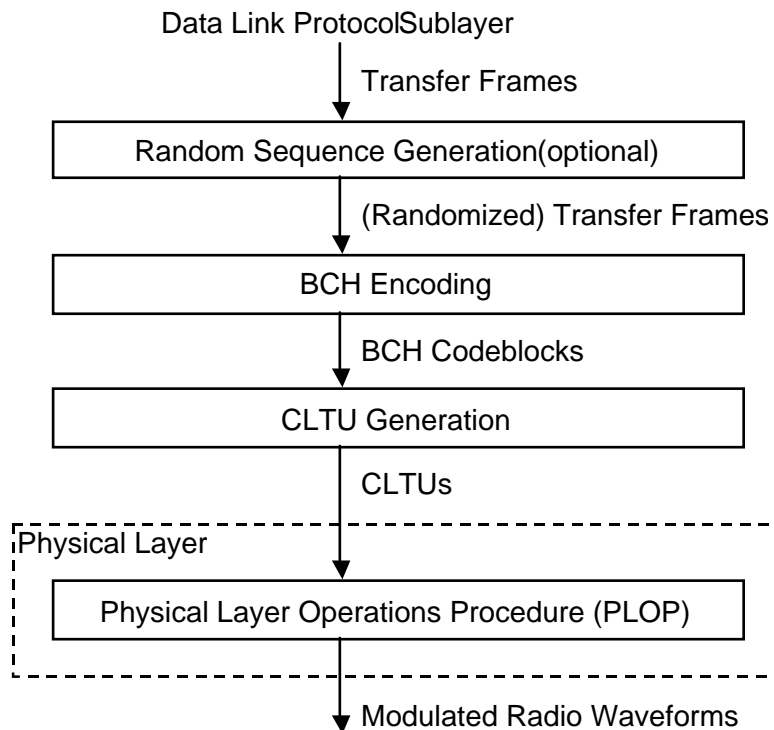 Data Link ProtocolSublayer
Transfer Frames
Random Sequence Generation(optional)
(Randomized) Transfer Frames
BCH Encoding
BCH Codeblocks
CLTU Generation
CLTUs
Physical Layer
Physical Layer Operations Procedure (PLOP)
Modulated Radio Waveforms